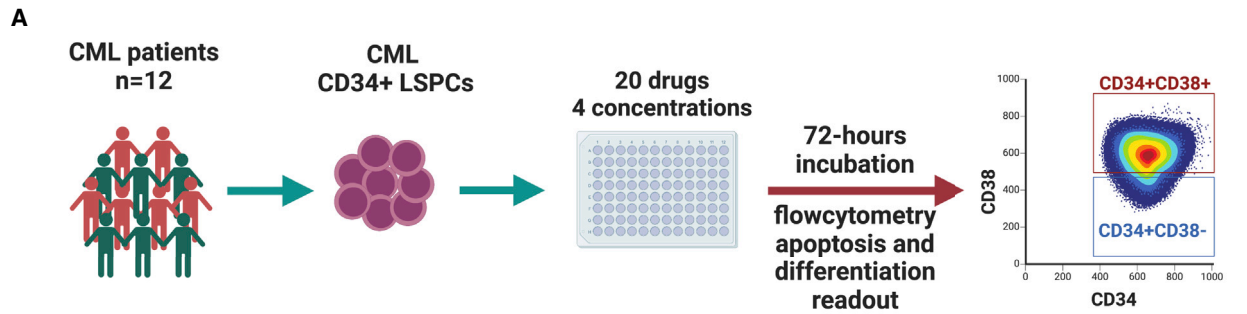 A
CML patients
n=12
CML
CD34+ LSPCs
20 drugs
4 concentrations
72-hours
incubation
flowcytometry
apoptosis and
differentiation
readout
CD38
1000
800
600
400
200
0
CD34+CD38+
CD34+CD38-
0 200 400 600 800 1000
CD34